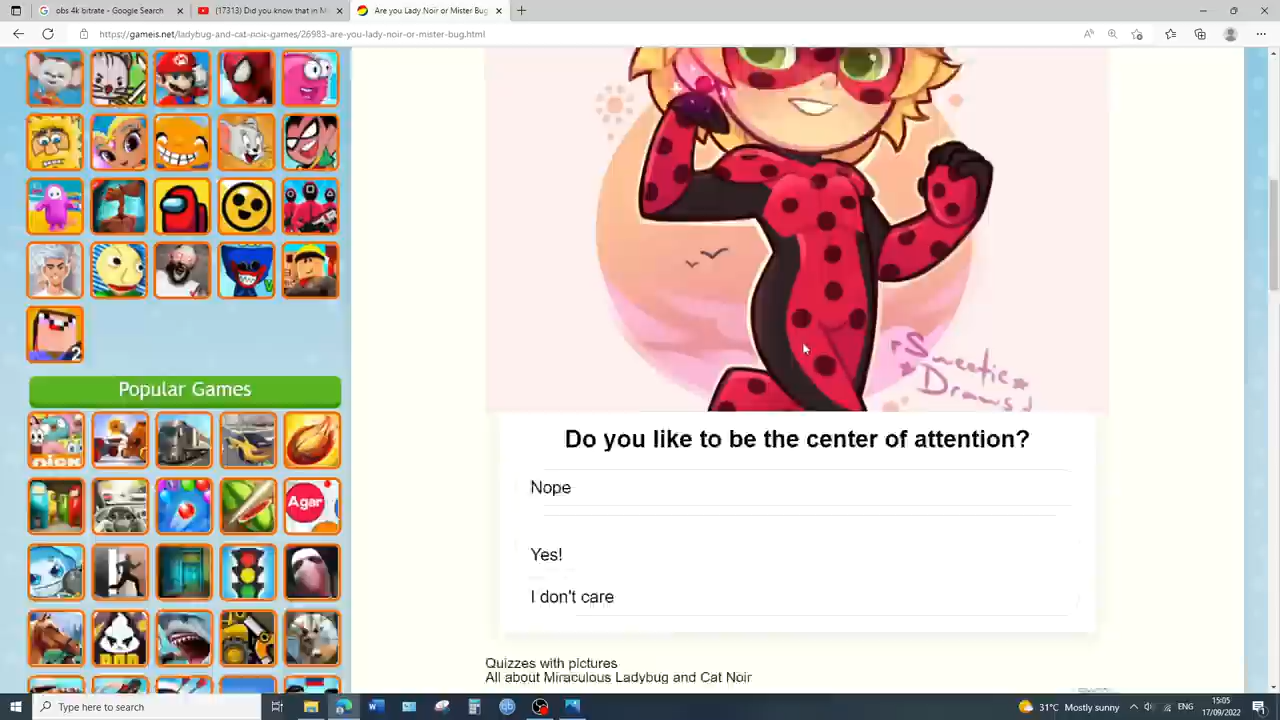 obs 4k bitrate - Google Search
(17313) Did you know that in M
Are you Lady Noir or Mister Bug
https://gameis.net/ladybug-and-cat-noir-games/26983-are-you-lady-noir-or-mister-bug.html
2
Popular Games
nick
Agar
Sweetie
Draws
Do you like to be the center of attention?
Nope
Yes!
I don't care
Quizzes with pictures
All about Miraculous Ladybug and Cat Noir
Type here to search
31°C Mostly sunny
15:05
17/09/2022